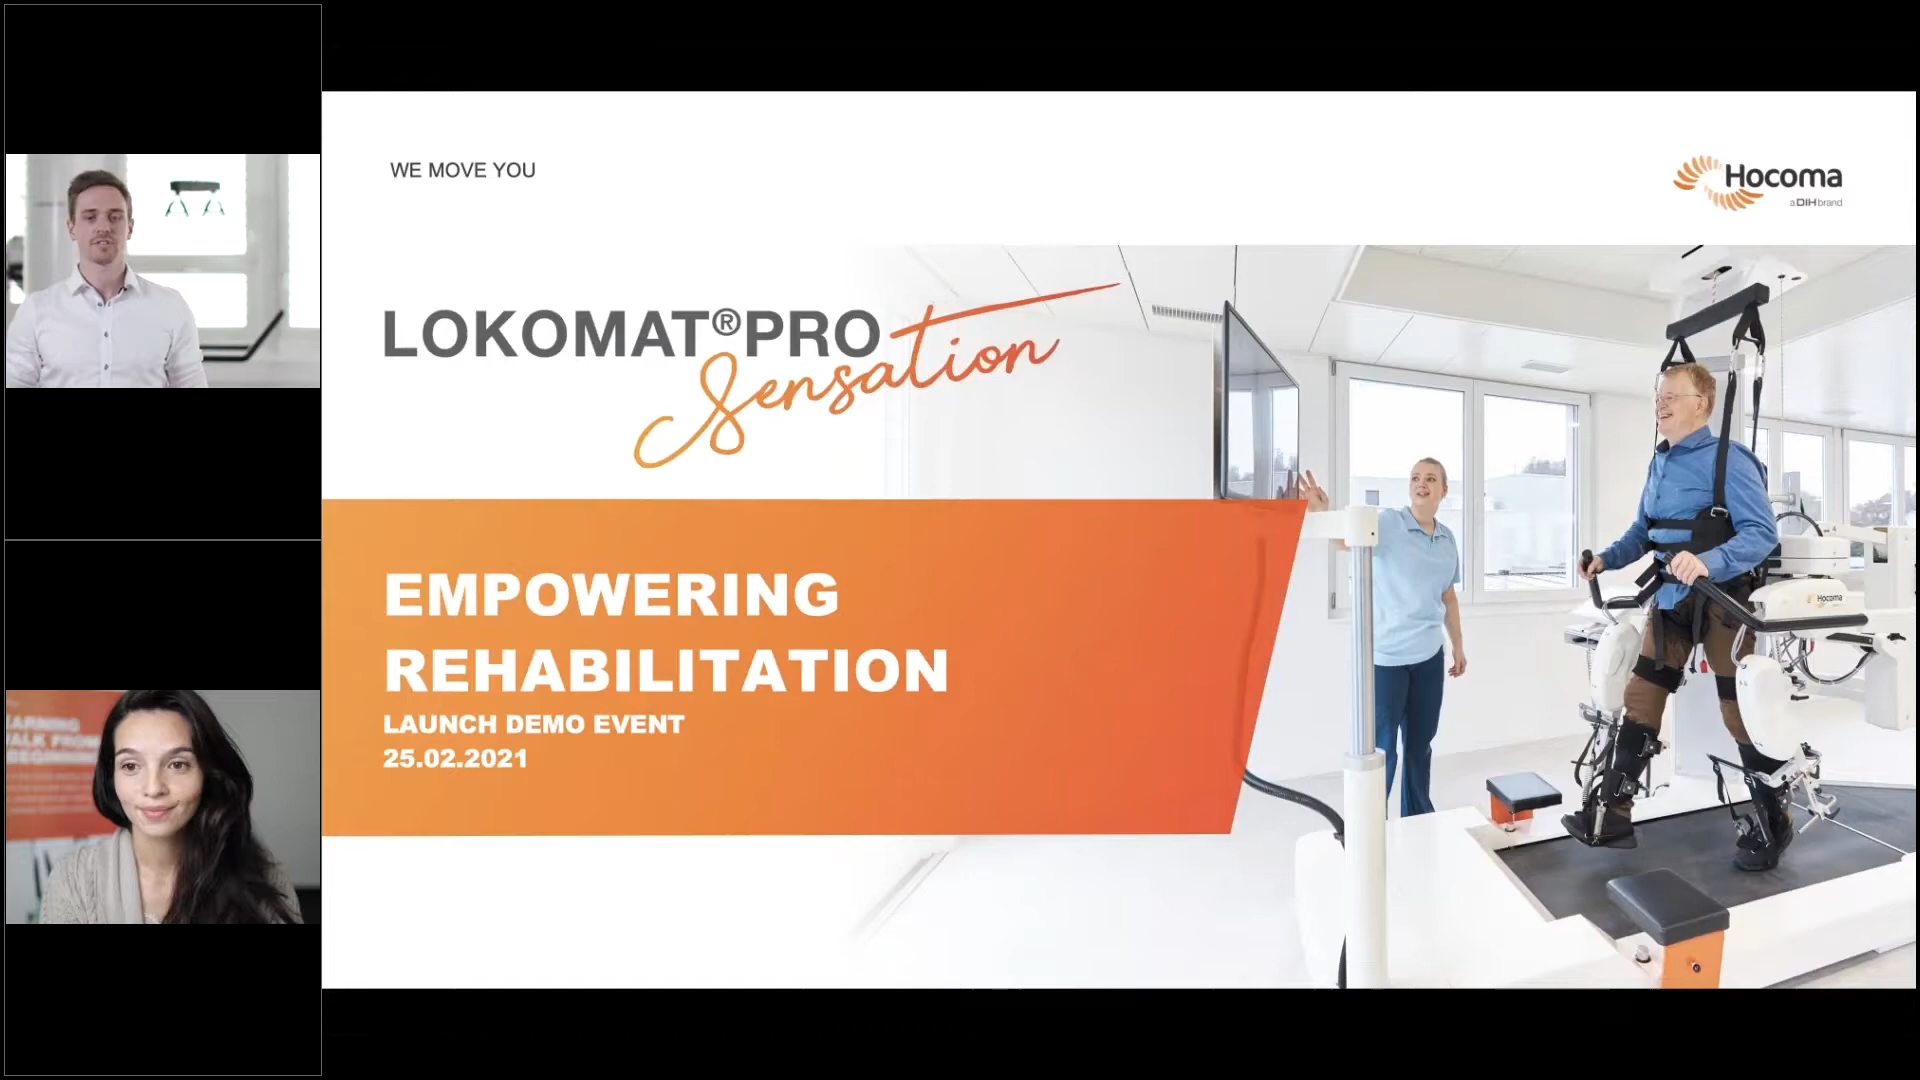 WE MOVE YOU
Hocoma
a DIH brand
LOKOMAT®PRO
Sensation
EMPOWERING
REHABILITATION
LAUNCH DEMO EVENT
25.02.2021
Hocoma